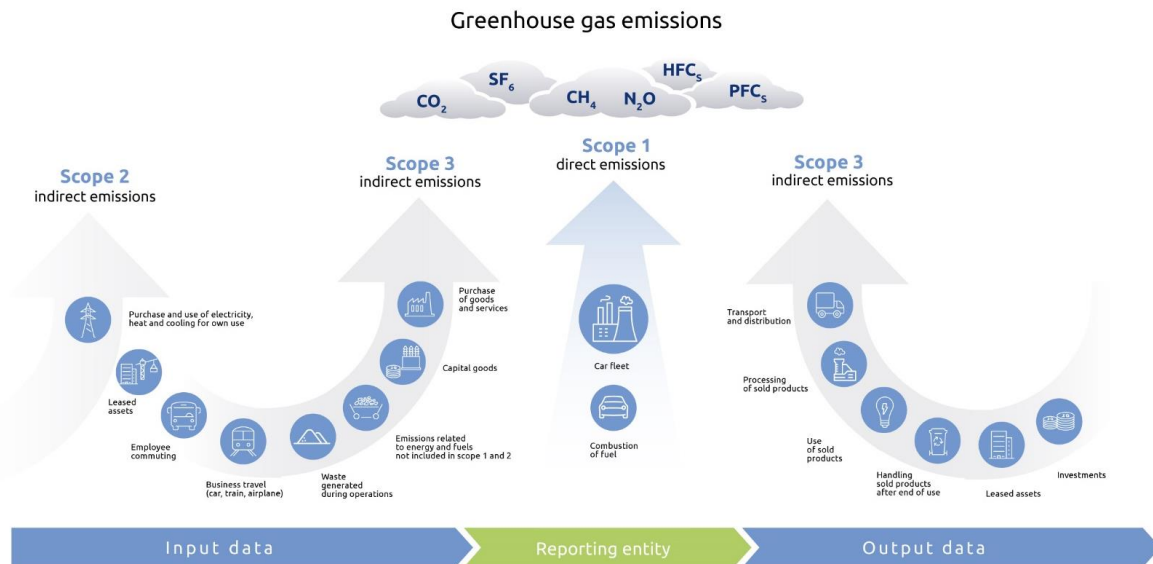 Greenhouse gas emissions
CO2
SF6
CH4
N2O
HFCS
PFCS
Scope 2
indirect emissions
Scope 3
indirect emissions
Scope 1
direct emissions
Scope 3
indirect emissions
Purchase and use of electricity,
heat and cooling for own use
Leased
assets
Employee
commuting
Business travel
(car, train, airplane)
Waste
generated
during operations
Emissions related
to energy and fuels
not included in scope 1 and 2
Capital goods
Purchase
of goods
and services
Car fleet
Combustion
of fuel
Transport
and distribution
Processing
of sold products
Use
of sold
products
Handling
sold products
after end of use
Leased assets
Investments
Input data
Reporting entity
Output data